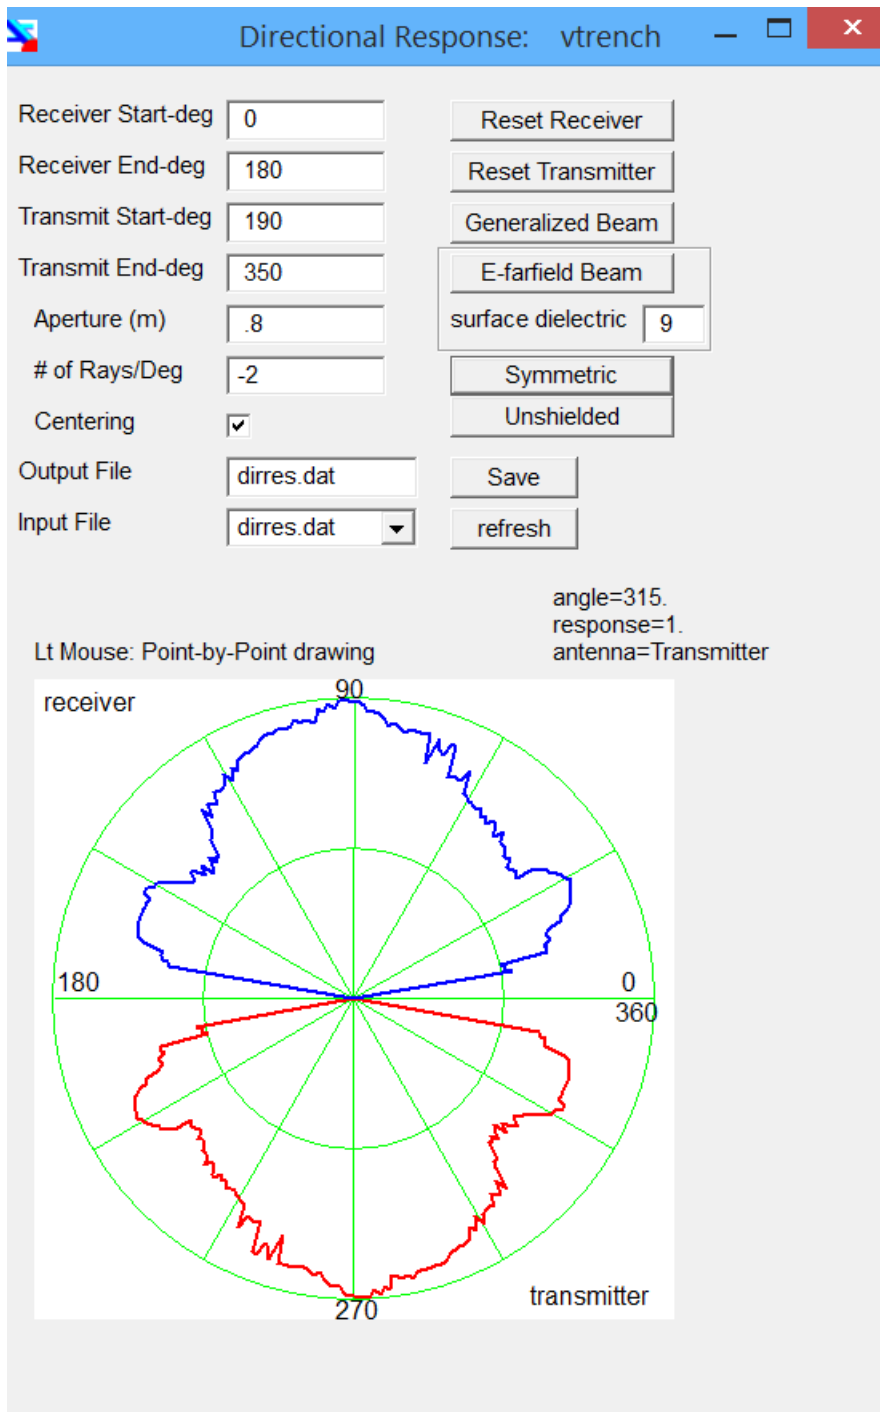 Directional Response: vtrench
Receiver Start-deg 0 Reset Receiver
Receiver End-deg 180 Reset Transmitter
Transmit Start-deg 190 Generalized Beam
Transmit End-deg 350 E-farfield Beam
Aperture (m) .8 surface dielectric 9
# of Rays/Deg -2 Symmetric
Centering Unshielded
Output File dirres.dat Save
Input File dirres.dat refresh
angle=315.
response=1.
Lt Mouse: Point-by-Point drawing antenna=Transmitter
receiver 90
180 0
360
270 transmitter